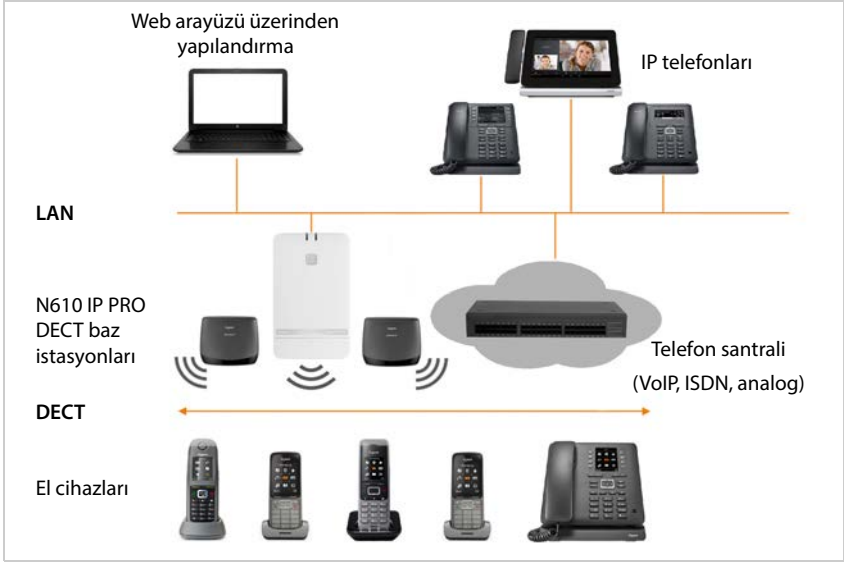 Web arayüzü üzerinden
yapılandırma
IP telefonları
LAN
N610 IP PRO
DECT baz
istasyonları
Telefon santrali
(VoIP, ISDN, analog)
DECT
El cihazları